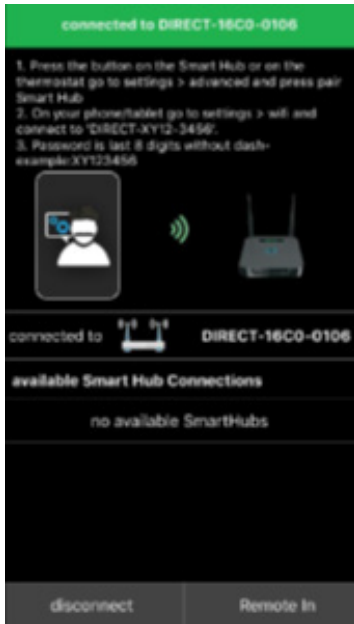 connected to DIRECT-16C0-0106
1. Press the button on the Smart Hub or on the
thermostat go to settings > advanced and press pair
Smart Hub
2. On your phone/tablet go to settings > wifi and
connect to 'DIRECT-XY12-3456'.
3. Password is last 8 digits without dash-
example:XY123456
connected to DIRECT-16C0-0106
available Smart Hub Connections
no available SmartHubs
disconnect Remote In